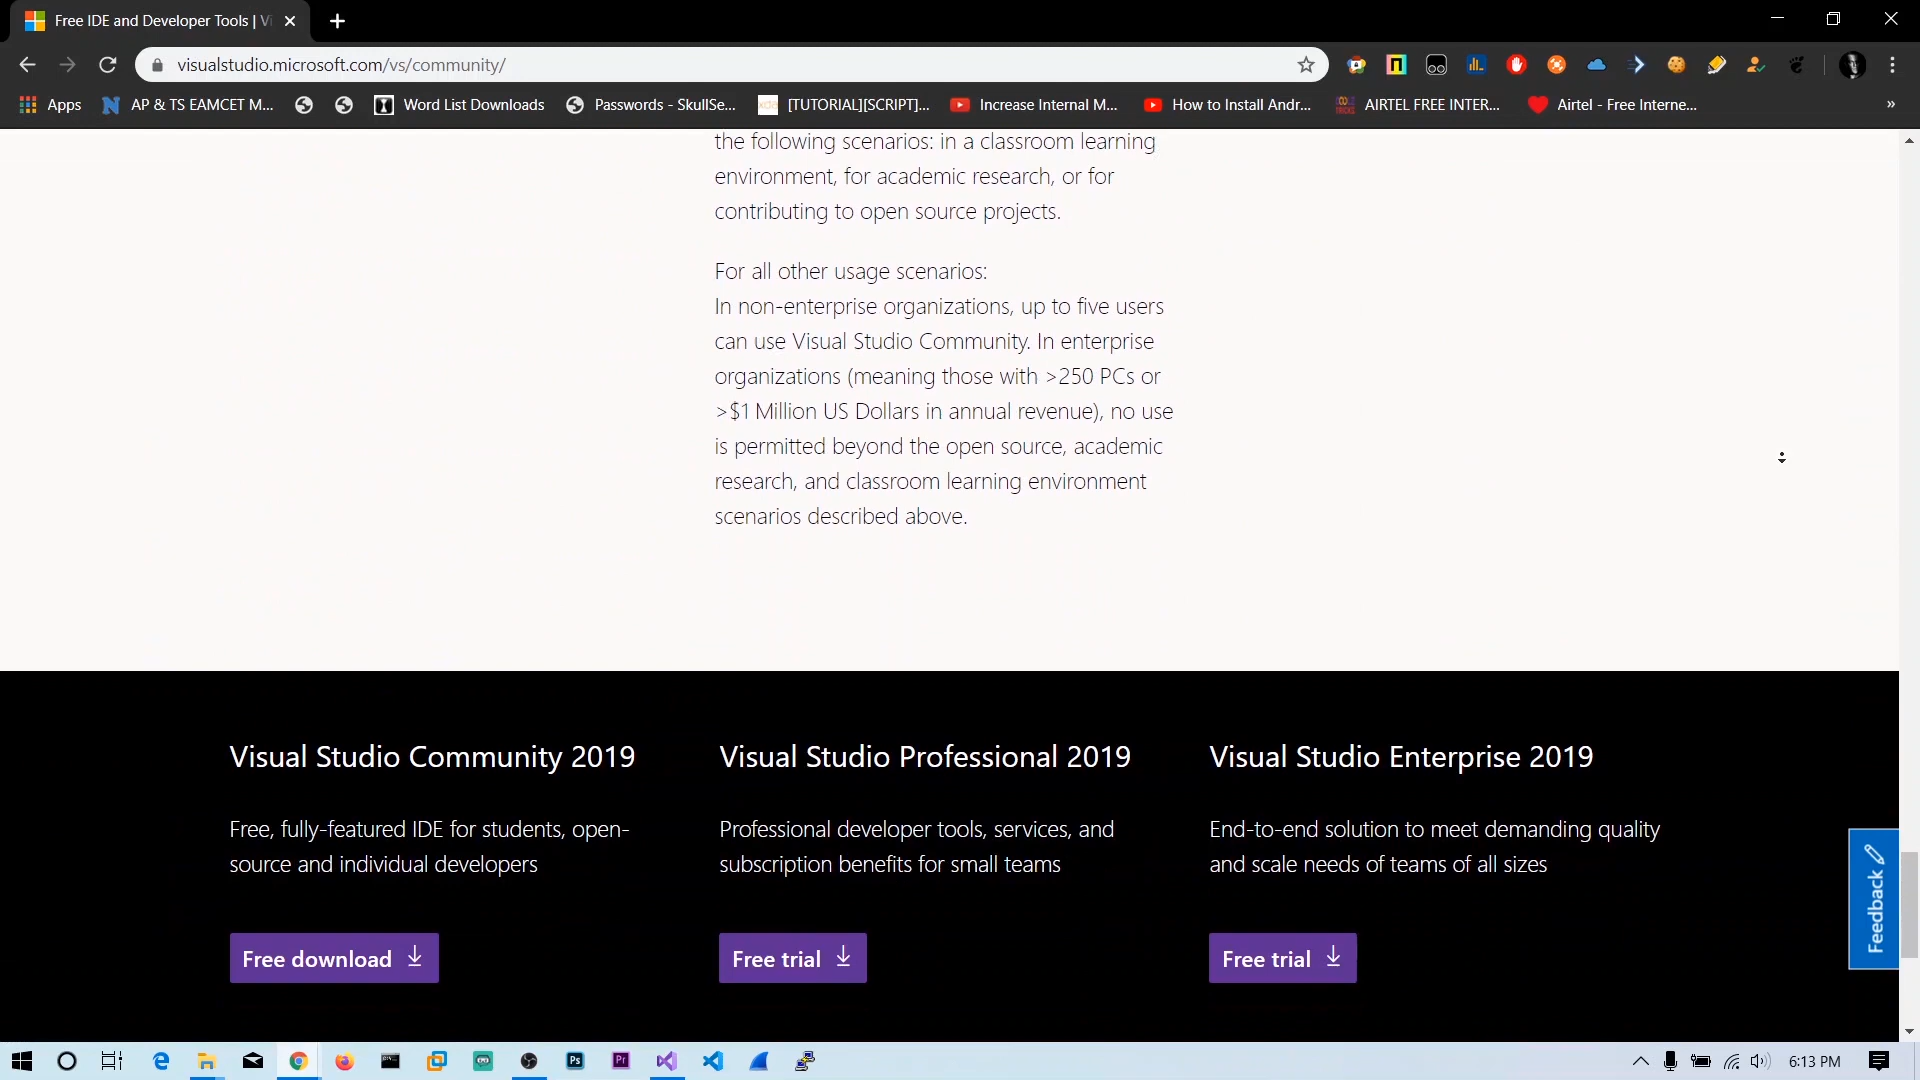 Free IDE and Developer Tools | Vi
visualstudio.microsoft.com/vs/community/
Apps
AP & TS EAMCET M...
Word List Downloads
Passwords - SkullSe...
[TUTORIAL][SCRIPT]...
Increase Internal M...
How to Install Andr...
AIRTEL FREE INTER...
Airtel - Free Interne...
»
the following scenarios: in a classroom learning
environment, for academic research, or for
contributing to open source projects.
For all other usage scenarios:
In non-enterprise organizations, up to five users
can use Visual Studio Community. In enterprise
organizations (meaning those with >250 PCs or
>$1 Million US Dollars in annual revenue), no use
is permitted beyond the open source, academic
research, and classroom learning environment
scenarios described above.
Visual Studio Community 2019
Free, fully-featured IDE for students, open-
source and individual developers
Free download
Visual Studio Professional 2019
Professional developer tools, services, and
subscription benefits for small teams
Free trial
Visual Studio Enterprise 2019
End-to-end solution to meet demanding quality
and scale needs of teams of all sizes
Free trial
Feedback
Ps
Pr
6:13 PM